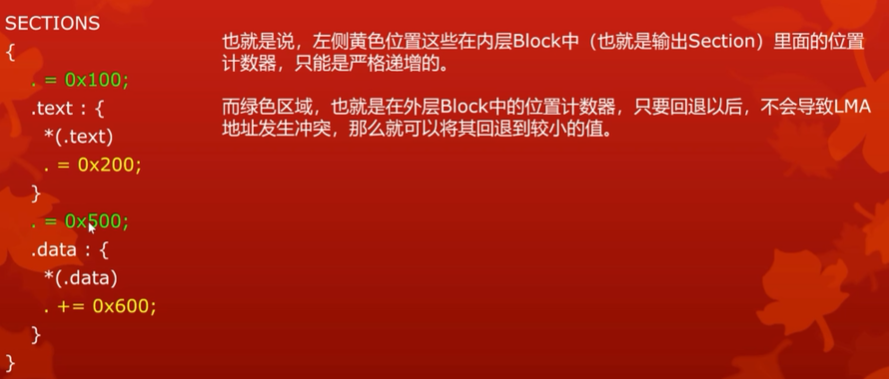 SECTIONS
{
. = 0x100;
.text : {
*(.text)
. = 0x200;
}
. = 0x500;
.data : {
*(.data)
. += 0x600;
}
}
也就是说，左侧黄色位置这些在内层Block中（也就是输出Section）里面的位置
计数器，只能是严格递增的。
而绿色区域，也就是在外层Block中的位置计数器，只要回退以后，不会导致LMA
地址发生冲突，那么就可以将其回退到较小的值。